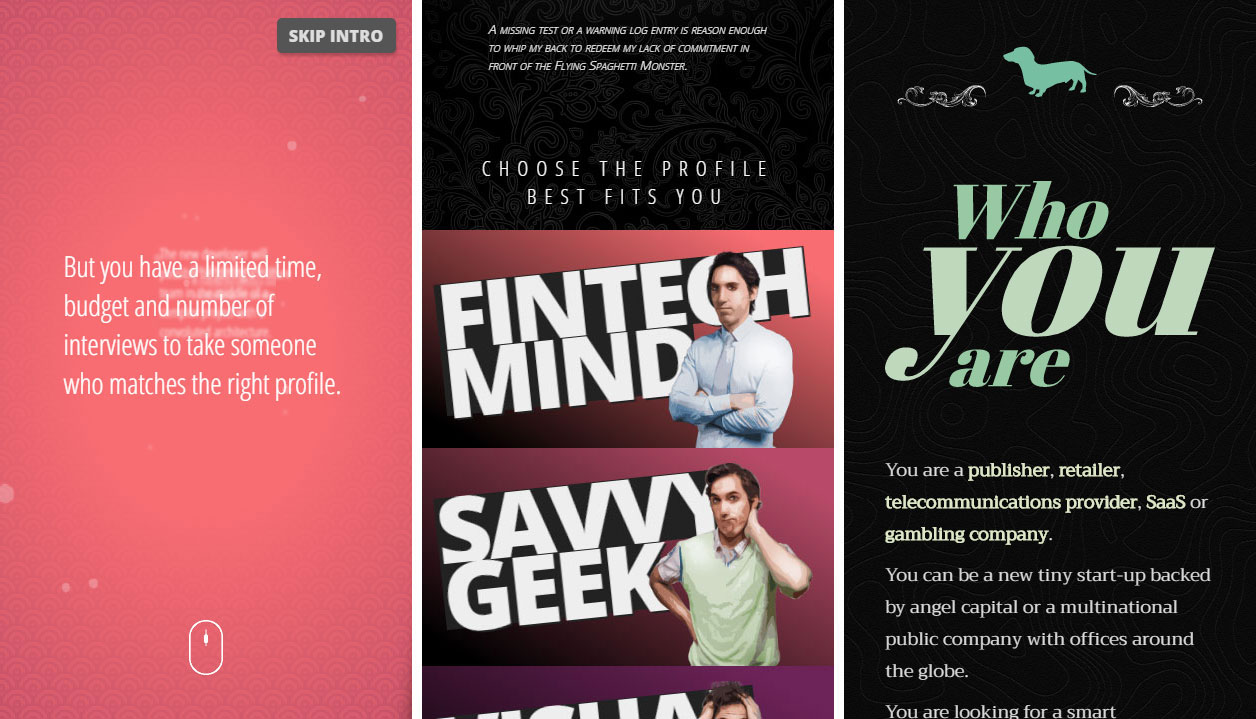 SKIP INTRO
But you have a limited time,
budget and number of
interviews to take someone
who matches the right profile.
A missing test or a warning log entry is reason enough
to whip my back to redeem my lack of commitment in
front of the Flying Spaghetti Monster.
CHOOSE THE PROFILE
BEST FITS YOU
FINTECH
MIND
SAVVY
GEEK
Who
you
are
You are a publisher, retailer,
telecommunications provider, SaaS or
gambling company.
You can be a new tiny start-up backed
by angel capital or a multinational
public company with offices around
the globe.
You are looking for a smart